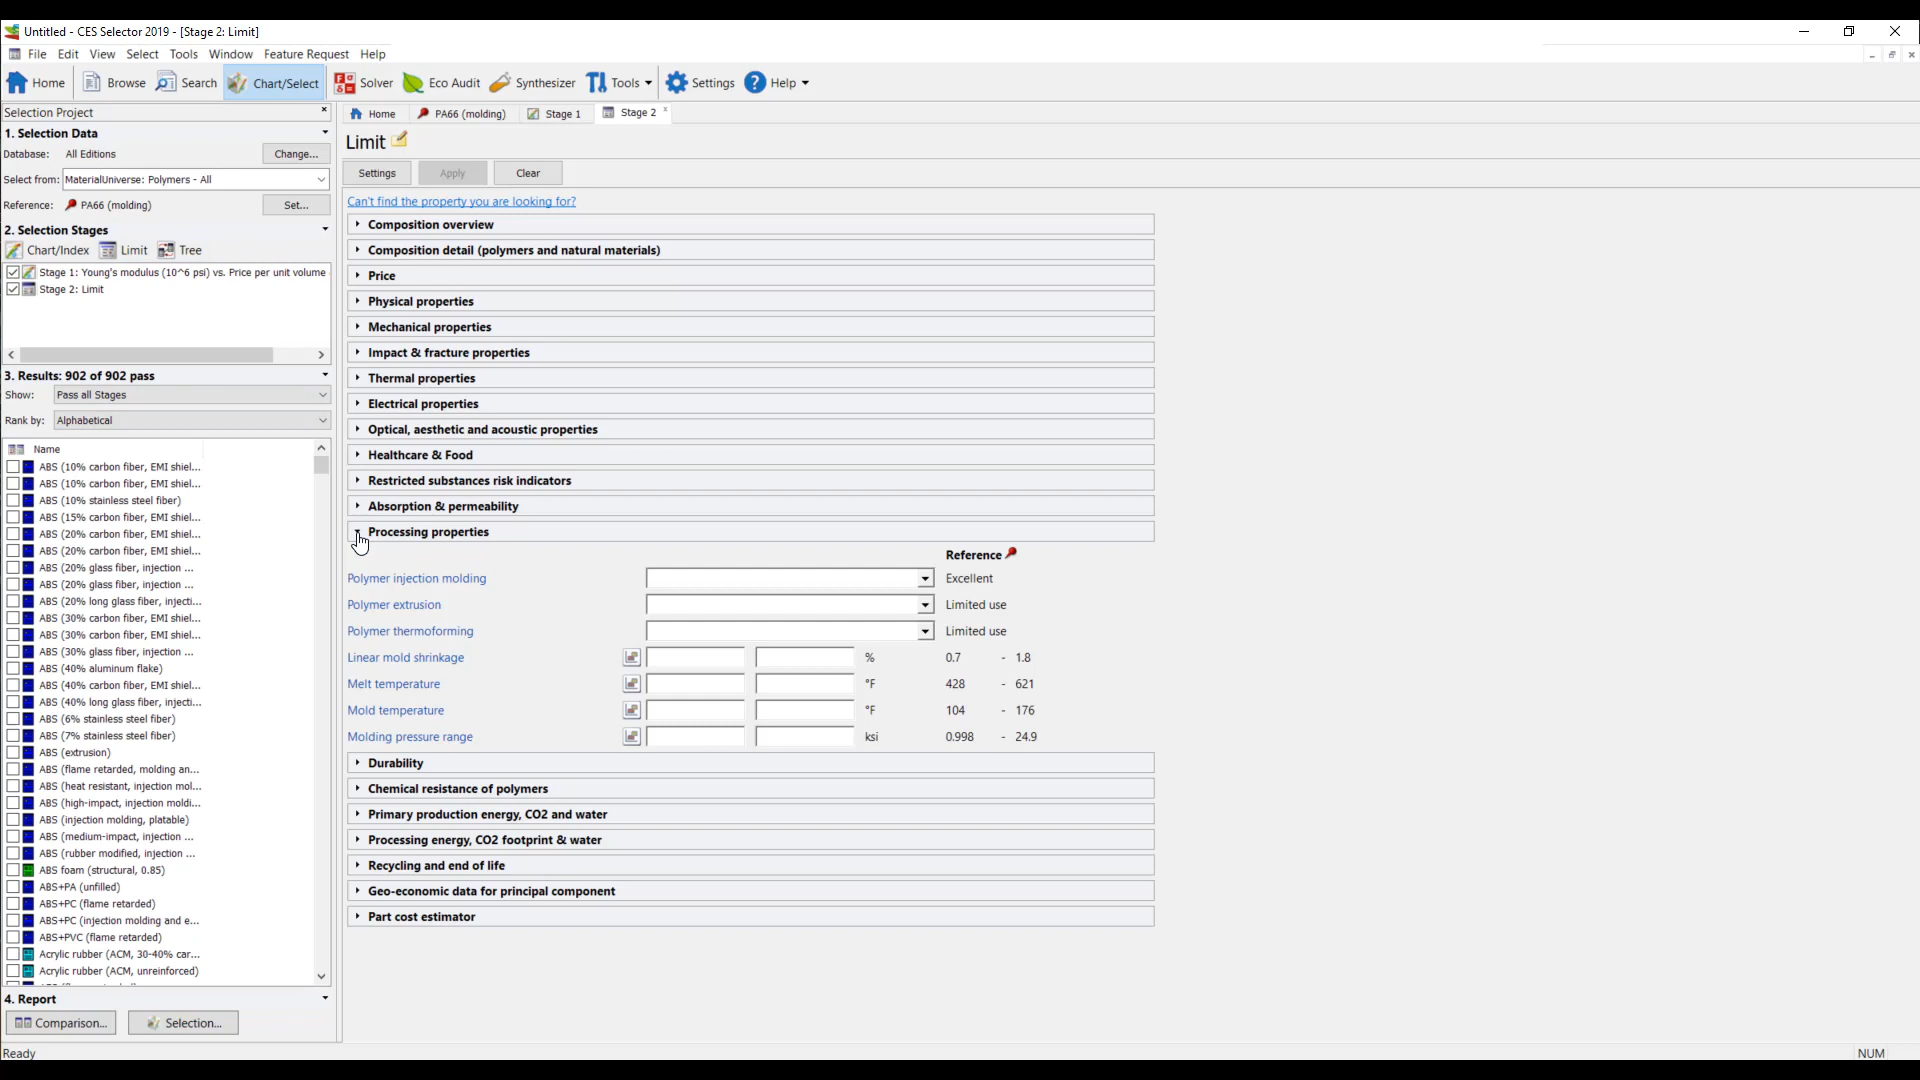 Untitled - CES Selector 2019 - [Stage 2: Limit]
File Edit View Select Tools Window Feature Request Help
Home Browse Search Chart/Select Solver Eco Audit Synthesizer Tools Settings Help
Selection Project
1. Selection Data
Database: All Editions Change...
Select from: MaterialUniverse: Polymers - All
Reference: PA66 (molding) Set...
2. Selection Stages
Chart/Index Limit Tree
Stage 1: Young's modulus (10^6 psi) vs. Price per unit volume
Stage 2: Limit
3. Results: 902 of 902 pass
Show: Pass all Stages
Rank by: Alphabetical
Name
ABS (10% carbon fiber, EMI shiel...
ABS (10% carbon fiber, EMI shiel...
ABS (10% stainless steel fiber)
ABS (15% carbon fiber, EMI shiel...
ABS (20% carbon fiber, EMI shiel...
ABS (20% carbon fiber, EMI shiel...
ABS (20% glass fiber, injection ...
ABS (20% glass fiber, injection ...
ABS (20% long glass fiber, injecti...
ABS (30% carbon fiber, EMI shiel...
ABS (30% carbon fiber, EMI shiel...
ABS (30% glass fiber, injection ...
ABS (40% aluminum flake)
ABS (40% carbon fiber, EMI shiel...
ABS (40% long glass fiber, injecti...
ABS (6% stainless steel fiber)
ABS (7% stainless steel fiber)
ABS (extrusion)
ABS (flame retarded, molding an...
ABS (heat resistant, injection mol...
ABS (high-impact, injection moldi...
ABS (injection molding, platable)
ABS (medium-impact, injection ...
ABS (rubber modified, injection ...
ABS foam (structural, 0.85)
ABS+PA (unfilled)
ABS+PC (flame retarded)
ABS+PC (injection molding and e...
ABS+PVC (flame retarded)
Acrylic rubber (ACM, 30-40% car...
Acrylic rubber (ACM, unreinforced)
4. Report
Comparison... Selection...
Home PA66 (molding) Stage 1 Stage 2
Limit
Settings Apply Clear
Can't find the property you are looking for?
Composition overview
Composition detail (polymers and natural materials)
Price
Physical properties
Mechanical properties
Impact & fracture properties
Thermal properties
Electrical properties
Optical, aesthetic and acoustic properties
Healthcare & Food
Restricted substances risk indicators
Absorption & permeability
Processing properties
Reference
Polymer injection molding Excellent
Polymer extrusion Limited use
Polymer thermoforming Limited use
Linear mold shrinkage % 0.7 - 1.8
Melt temperature °F 428 - 621
Mold temperature °F 104 - 176
Molding pressure range ksi 0.998 - 24.9
Durability
Chemical resistance of polymers
Primary production energy, CO2 and water
Processing energy, CO2 footprint & water
Recycling and end of life
Geo-economic data for principal component
Part cost estimator
Ready NUM